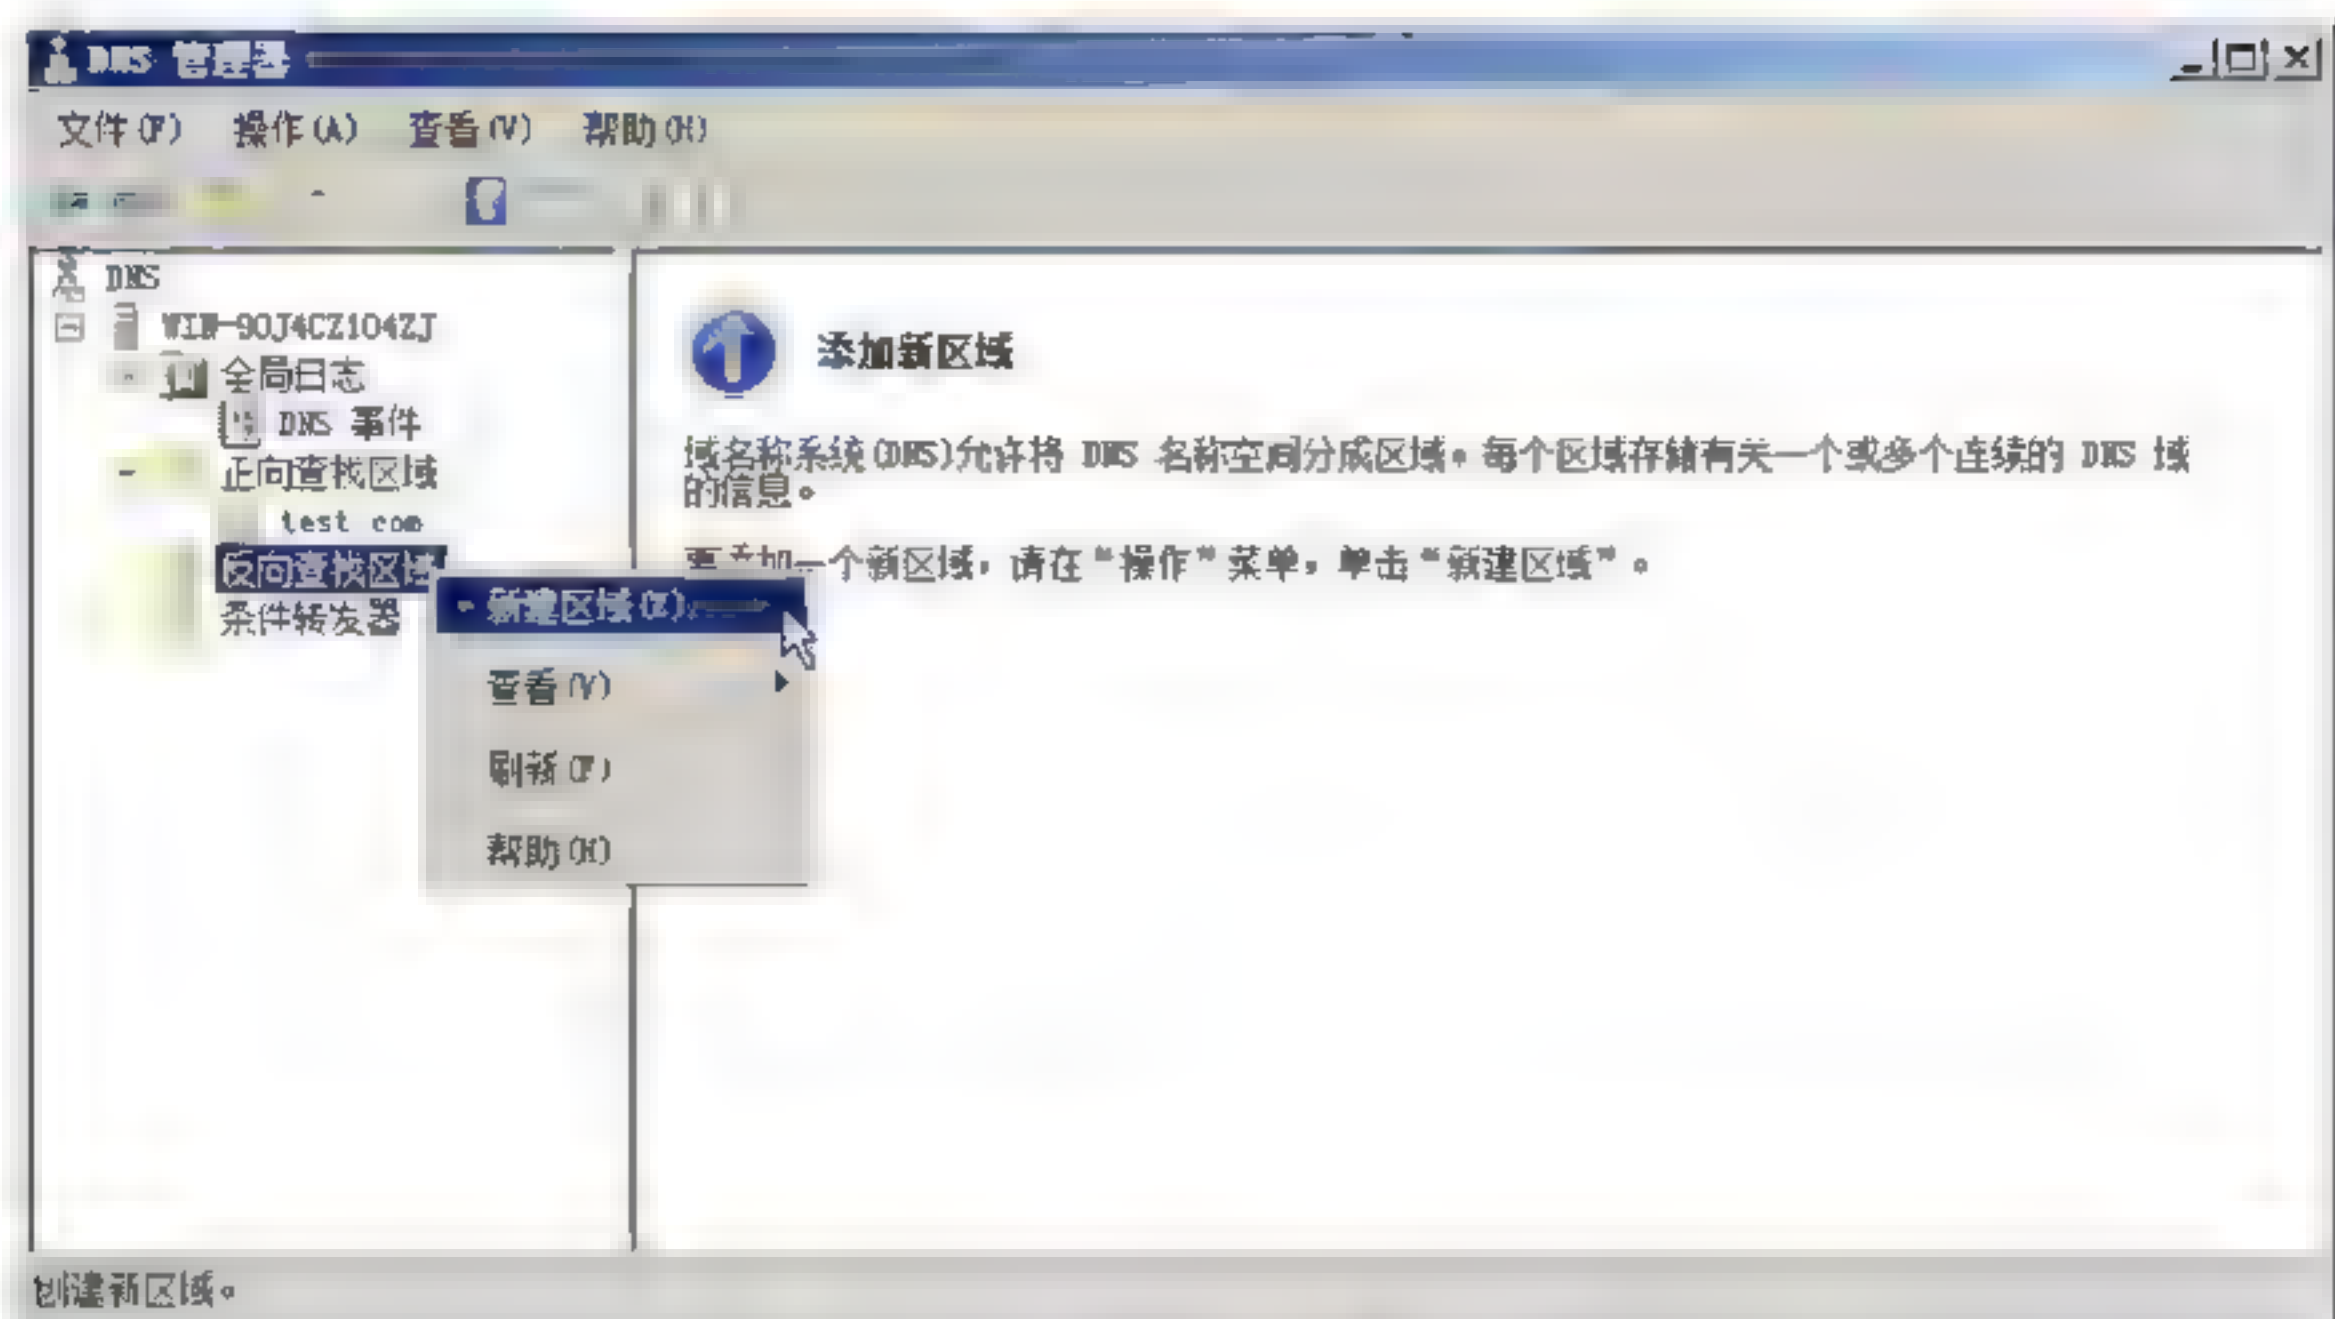 DNS 管理器
文件(F) 操作(A) 查看(V) 帮助(H)
DNS
WIN-90J4CZ104ZJ
全局日志
DNS 事件
正向查找区域
test com
反向查找区域
条件转发器
新建区域(Z)...
查看(V)
刷新(F)
帮助(H)
添加新区域
域名称系统(DNS)允许将 DNS 名称空间分成区域。每个区域存储有关一个或多个连续的 DNS 域
的信息。
要添加一个新区域，请在“操作”菜单，单击“新建区域”。
创建新区域。